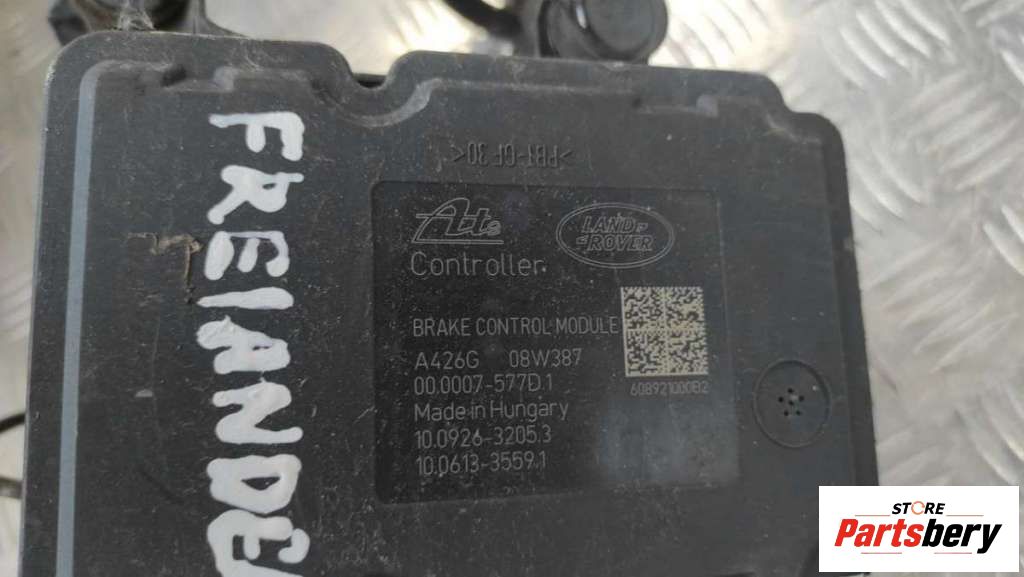 >PBT-GF30<
Ate
LAND
ROVER
Controller
BRAKE CONTROL MODULE
A426G 08W387
00.0007-577D.1
608921000B2
Made in Hungary
10.0926-3205.3
10.0613-3559.1
FREIANDE
STORE
Partsbery